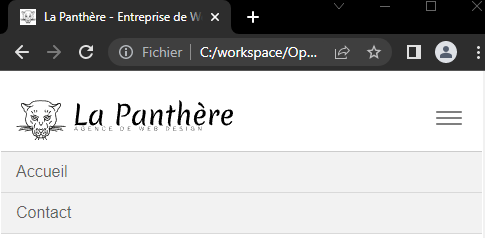 La Panthère - Entreprise de W
Fichier C:/workspace/Op...
La Panthère
AGENCE DE WEB DESIGN
Accueil
Contact